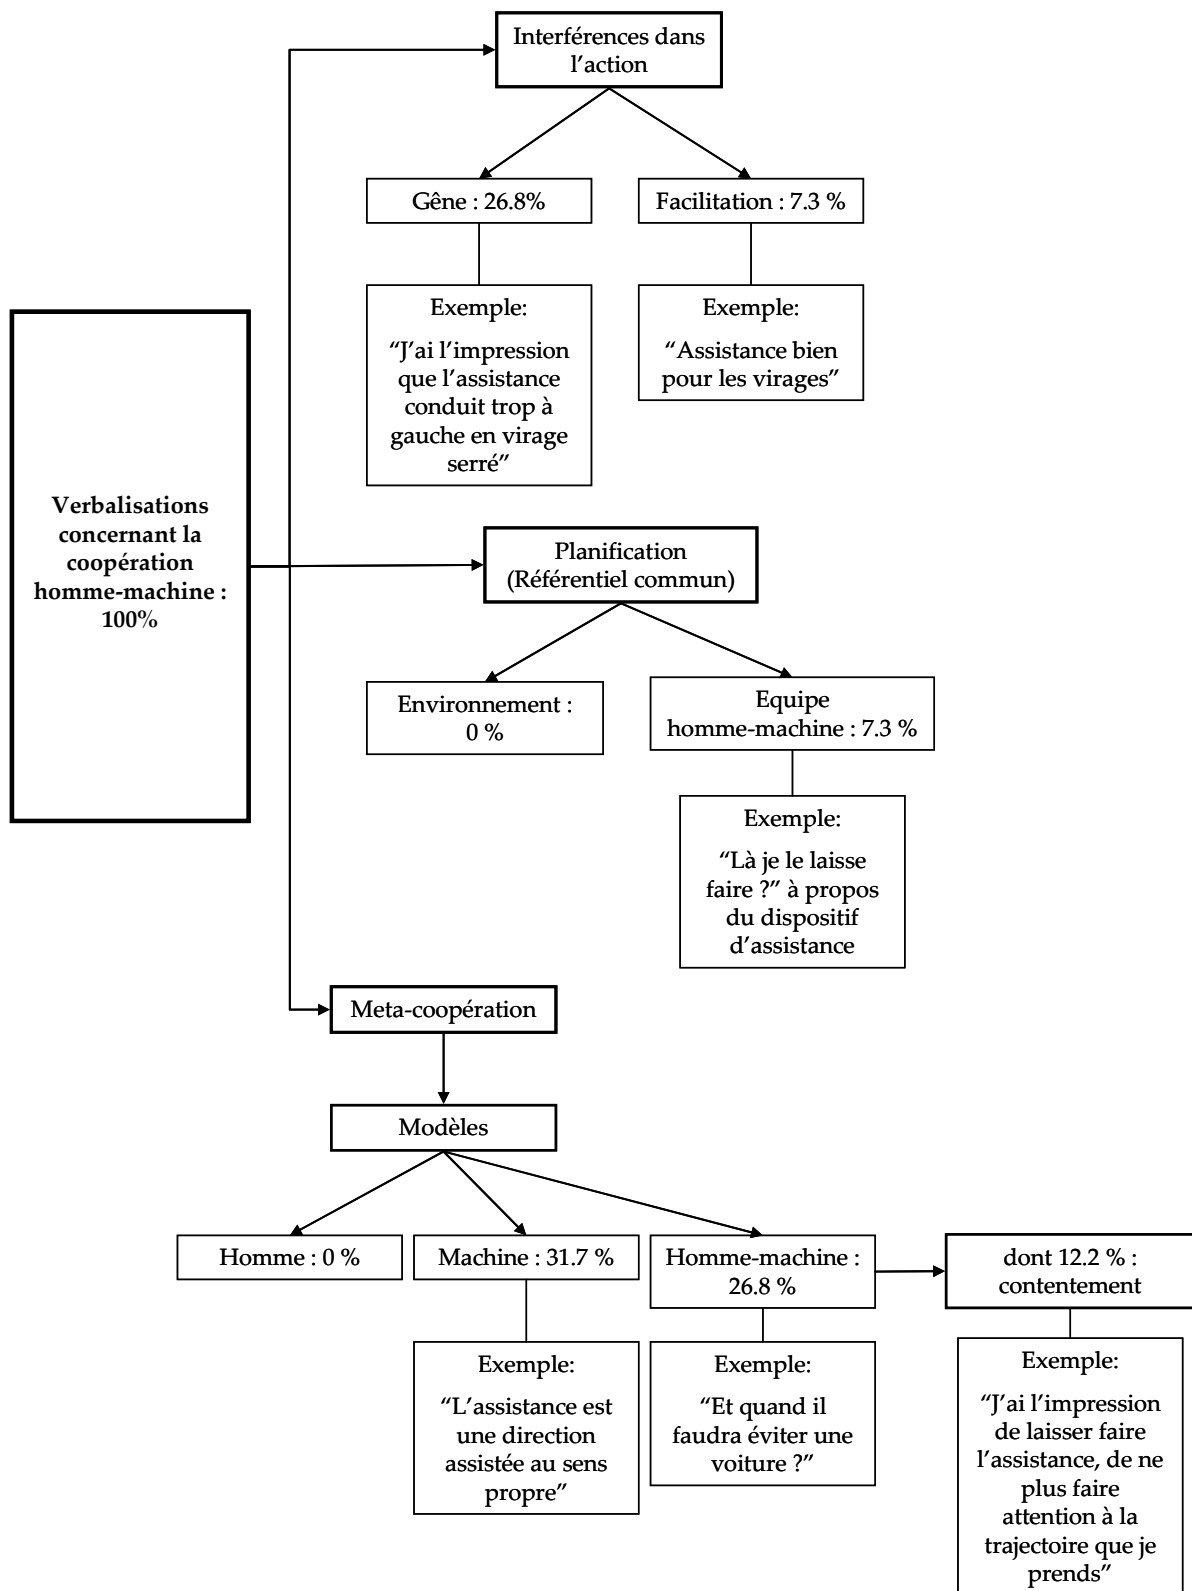 Interférences dans
l’action
Gêne : 26.8%
Facilitation : 7.3 %
Exemple:
“J’ai l’impression
que l’assistance
conduit trop à
gauche en virage
serré”
Exemple:
“Assistance bien
pour les virages”
Verbalisations
concernant la
coopération
homme-machine :
100%
Planification
(Référentiel commun)
Environnement :
0 %
Equipe
homme-machine : 7.3 %
Exemple:
“Là je le laisse
faire ?” à propos
du dispositif
d’assistance
Meta-coopération
Modèles
Homme : 0 %
Machine : 31.7 %
Homme-machine :
26.8 %
dont 12.2 % :
contentement
Exemple:
“L’assistance est
une direction
assistée au sens
propre”
Exemple:
“Et quand il
faudra éviter une
voiture ?”
Exemple:
“J’ai l’impression
de laisser faire
l’assistance, de ne
plus faire
attention à la
trajectoire que je
prends”